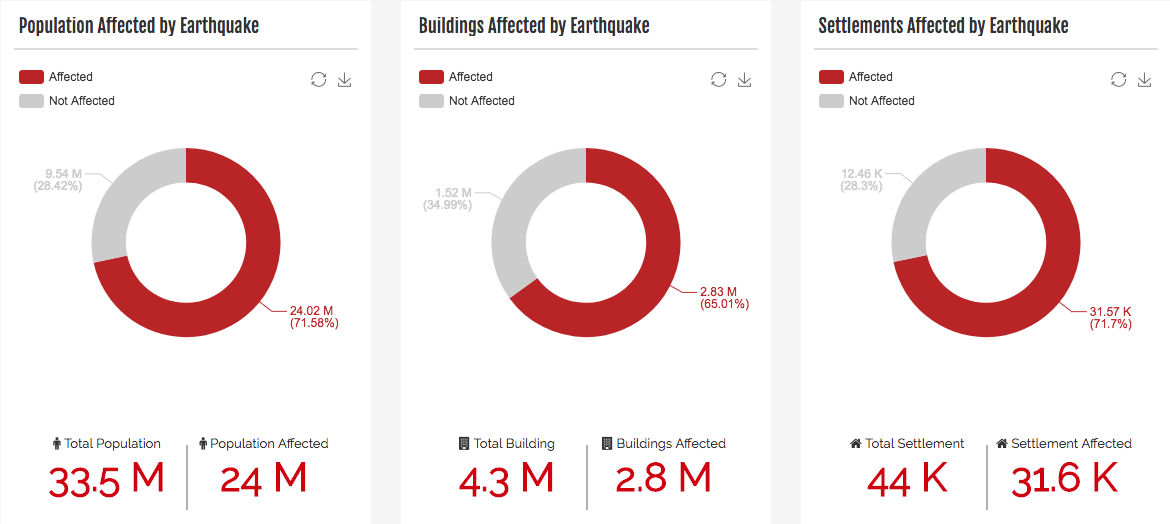 Population Affected by Earthquake
Affected
Not Affected
9.54 M
(28.42%)
24.02 M
(71.58%)
Total Population
33.5 M
Population Affected
24 M
Buildings Affected by Earthquake
Affected
Not Affected
1.52 M
(34.99%)
2.83 M
(65.01%)
Total Building
4.3 M
Buildings Affected
2.8 M
Settlements Affected by Earthquake
Affected
Not Affected
12.46 K
(28.3%)
31.57 K
(71.7%)
Total Settlement
44 K
Settlement Affected
31.6 K